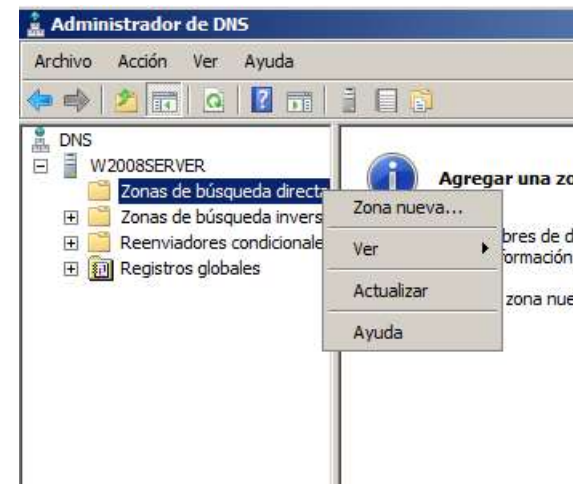 Administrador de DNS
Archivo Acción Ver Ayuda
DNS
W2008SERVER
Zonas de búsqueda directa
Zonas de búsqueda invers
Reenviadores condicionale
Registros globales
Agregar una zo
bres de d
ormación
zona nue
Zona nueva...
Ver
Actualizar
Ayuda